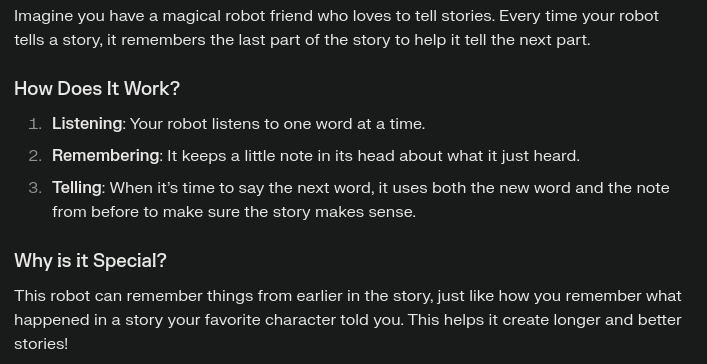 Imagine you have a magical robot friend who loves to tell stories. Every time your robot
tells a story, it remembers the last part of the story to help it tell the next part.
How Does It Work?
1. Listening: Your robot listens to one word at a time.
2. Remembering: It keeps a little note in its head about what it just heard.
3. Telling: When it's time to say the next word, it uses both the new word and the note
from before to make sure the story makes sense.
Why is it Special?
This robot can remember things from earlier in the story, just like how you remember what
happened in a story your favorite character told you. This helps it create longer and better
stories!